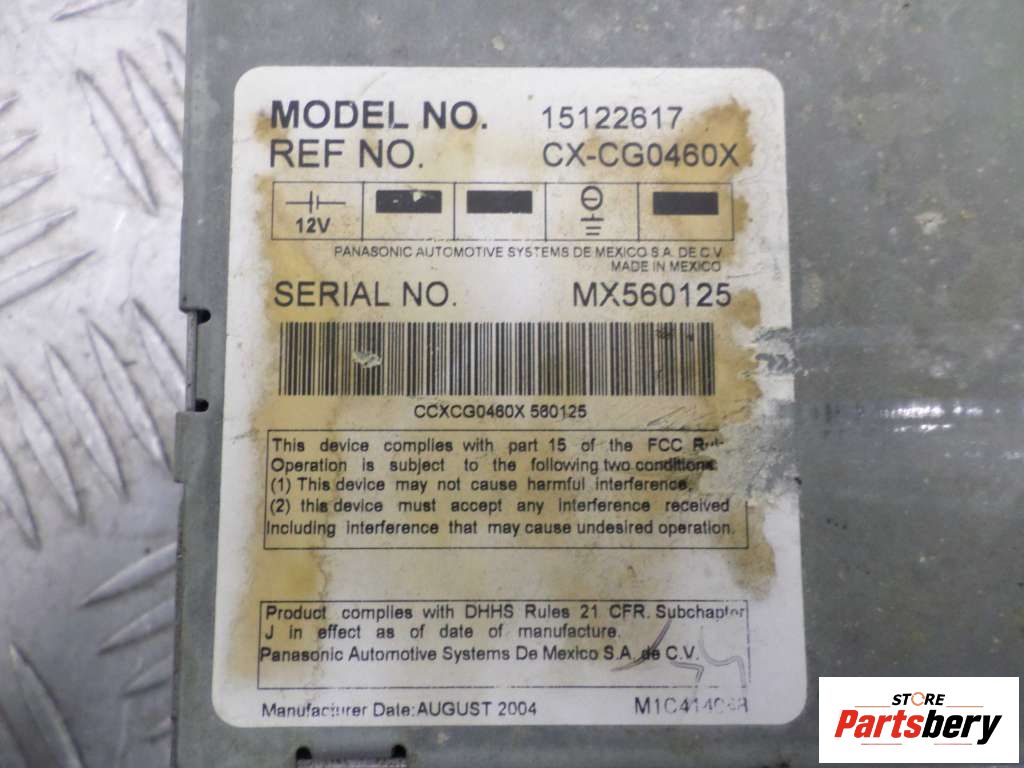 MODEL NO. 15122617
REF NO. CX-CG0460X
12V
PANASONIC AUTOMOTIVE SYSTEMS DE MEXICO S.A. DE C.V
MADE IN MEXICO
SERIAL NO. MX560125
CCXCG0460X 560125
This device complies with part 15 of the FCC
Operation is subject to the following two conditions
(1) This device may not cause harmful interference,
(2) this device must accept any interference received
Including interference that may cause undesired operation.
Product complies with DHHS Rules 21 CFR. Subchapter
J in effect as of date of manufacture.
Panasonic Automotive Systems De Mexico S.A. de C.V.
Manufacturer Date: AUGUST 2004
STORE
Partsbery